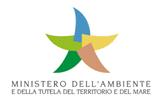 MINISTERO DELL'AMBIENTE
E DELLA TUTELA DEL TERRITORIO E DEL MARE